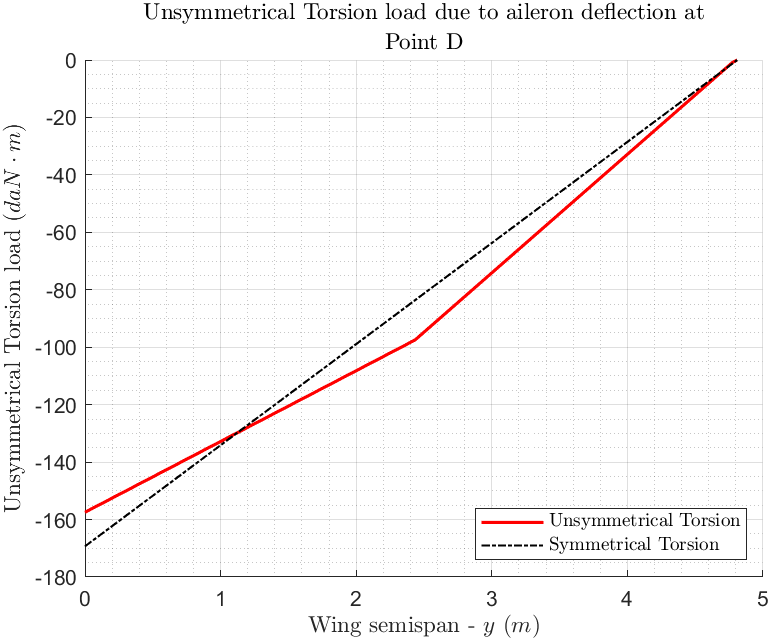 Unsymmetrical Torsion load due to aileron deflection at
Point D
Unsymmetrical Torsion load (daN · m)
0
-20
-40
-60
-80
-100
-120
-140
-160
-180
0 1 2 3 4 5
Wing semispan - y (m)
Unsymmetrical Torsion
Symmetrical Torsion